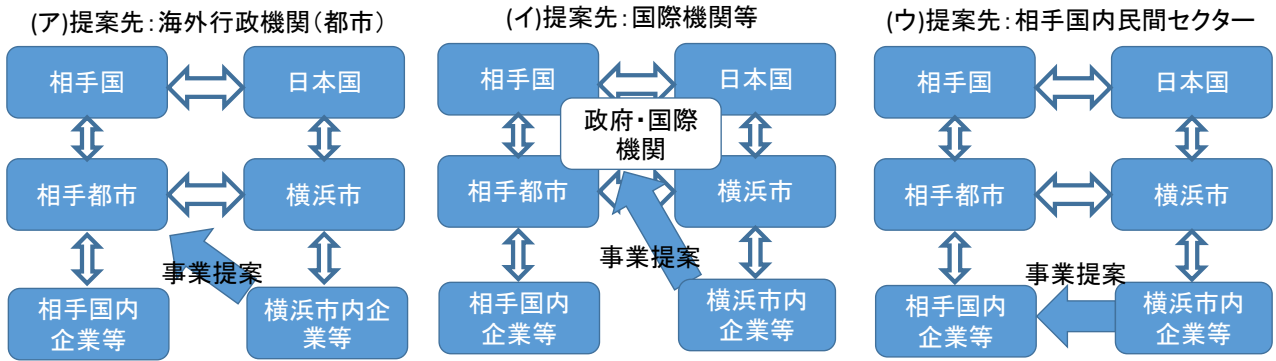 (ア)提案先：海外行政機関（都市）
相手国
日本国
相手都市
横浜市
事業提案
相手国内
企業等
横浜市内企
業等
(イ)提案先：国際機関等
相手国
日本国
政府・国際
機関
相手都市
横浜市
事業提案
相手国内
企業等
横浜市内
企業等
(ウ)提案先：相手国内民間セクター
相手国
日本国
相手都市
横浜市
事業提案
相手国内
企業等
横浜市内
企業等